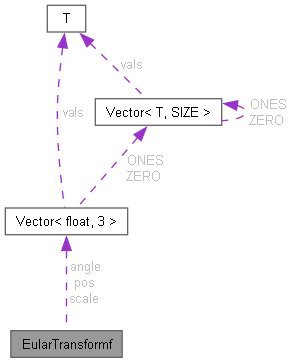 T
vals
Vector< T, SIZE >
ONES
ZERO
vals
ONES
ZERO
Vector< float, 3 >
angle
pos
scale
EularTransformf